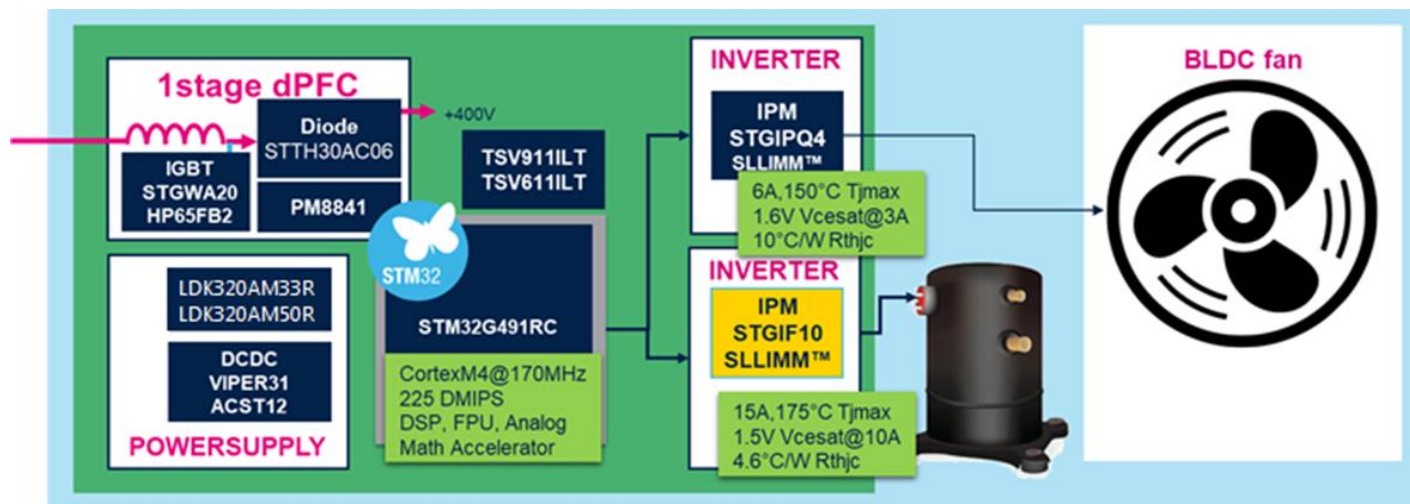 1stage dPFC
IGBT
STGWA20
HP65FB2
Diode
STTH30AC06
PM8841
+400V
TSV911ILT
TSV611ILT
LDK320AM33R
LDK320AM50R
DCDC
VIPER31
ACST12
POWERSUPPLY
STM32
STM32G491RC
CortexM4@170MHz
225 DMIPS
DSP, FPU, Analog
Math Accelerator
INVERTER
IPM
STGIPQ4
SLLIMM™
6A,150°C Tjmax
1.6V Vcesat@3A
10°C/W Rthjc
INVERTER
IPM
STGIF10
SLLIMM™
15A,175°C Tjmax
1.5V Vcesat@10A
4.6°C/W Rthjc
BLDC fan